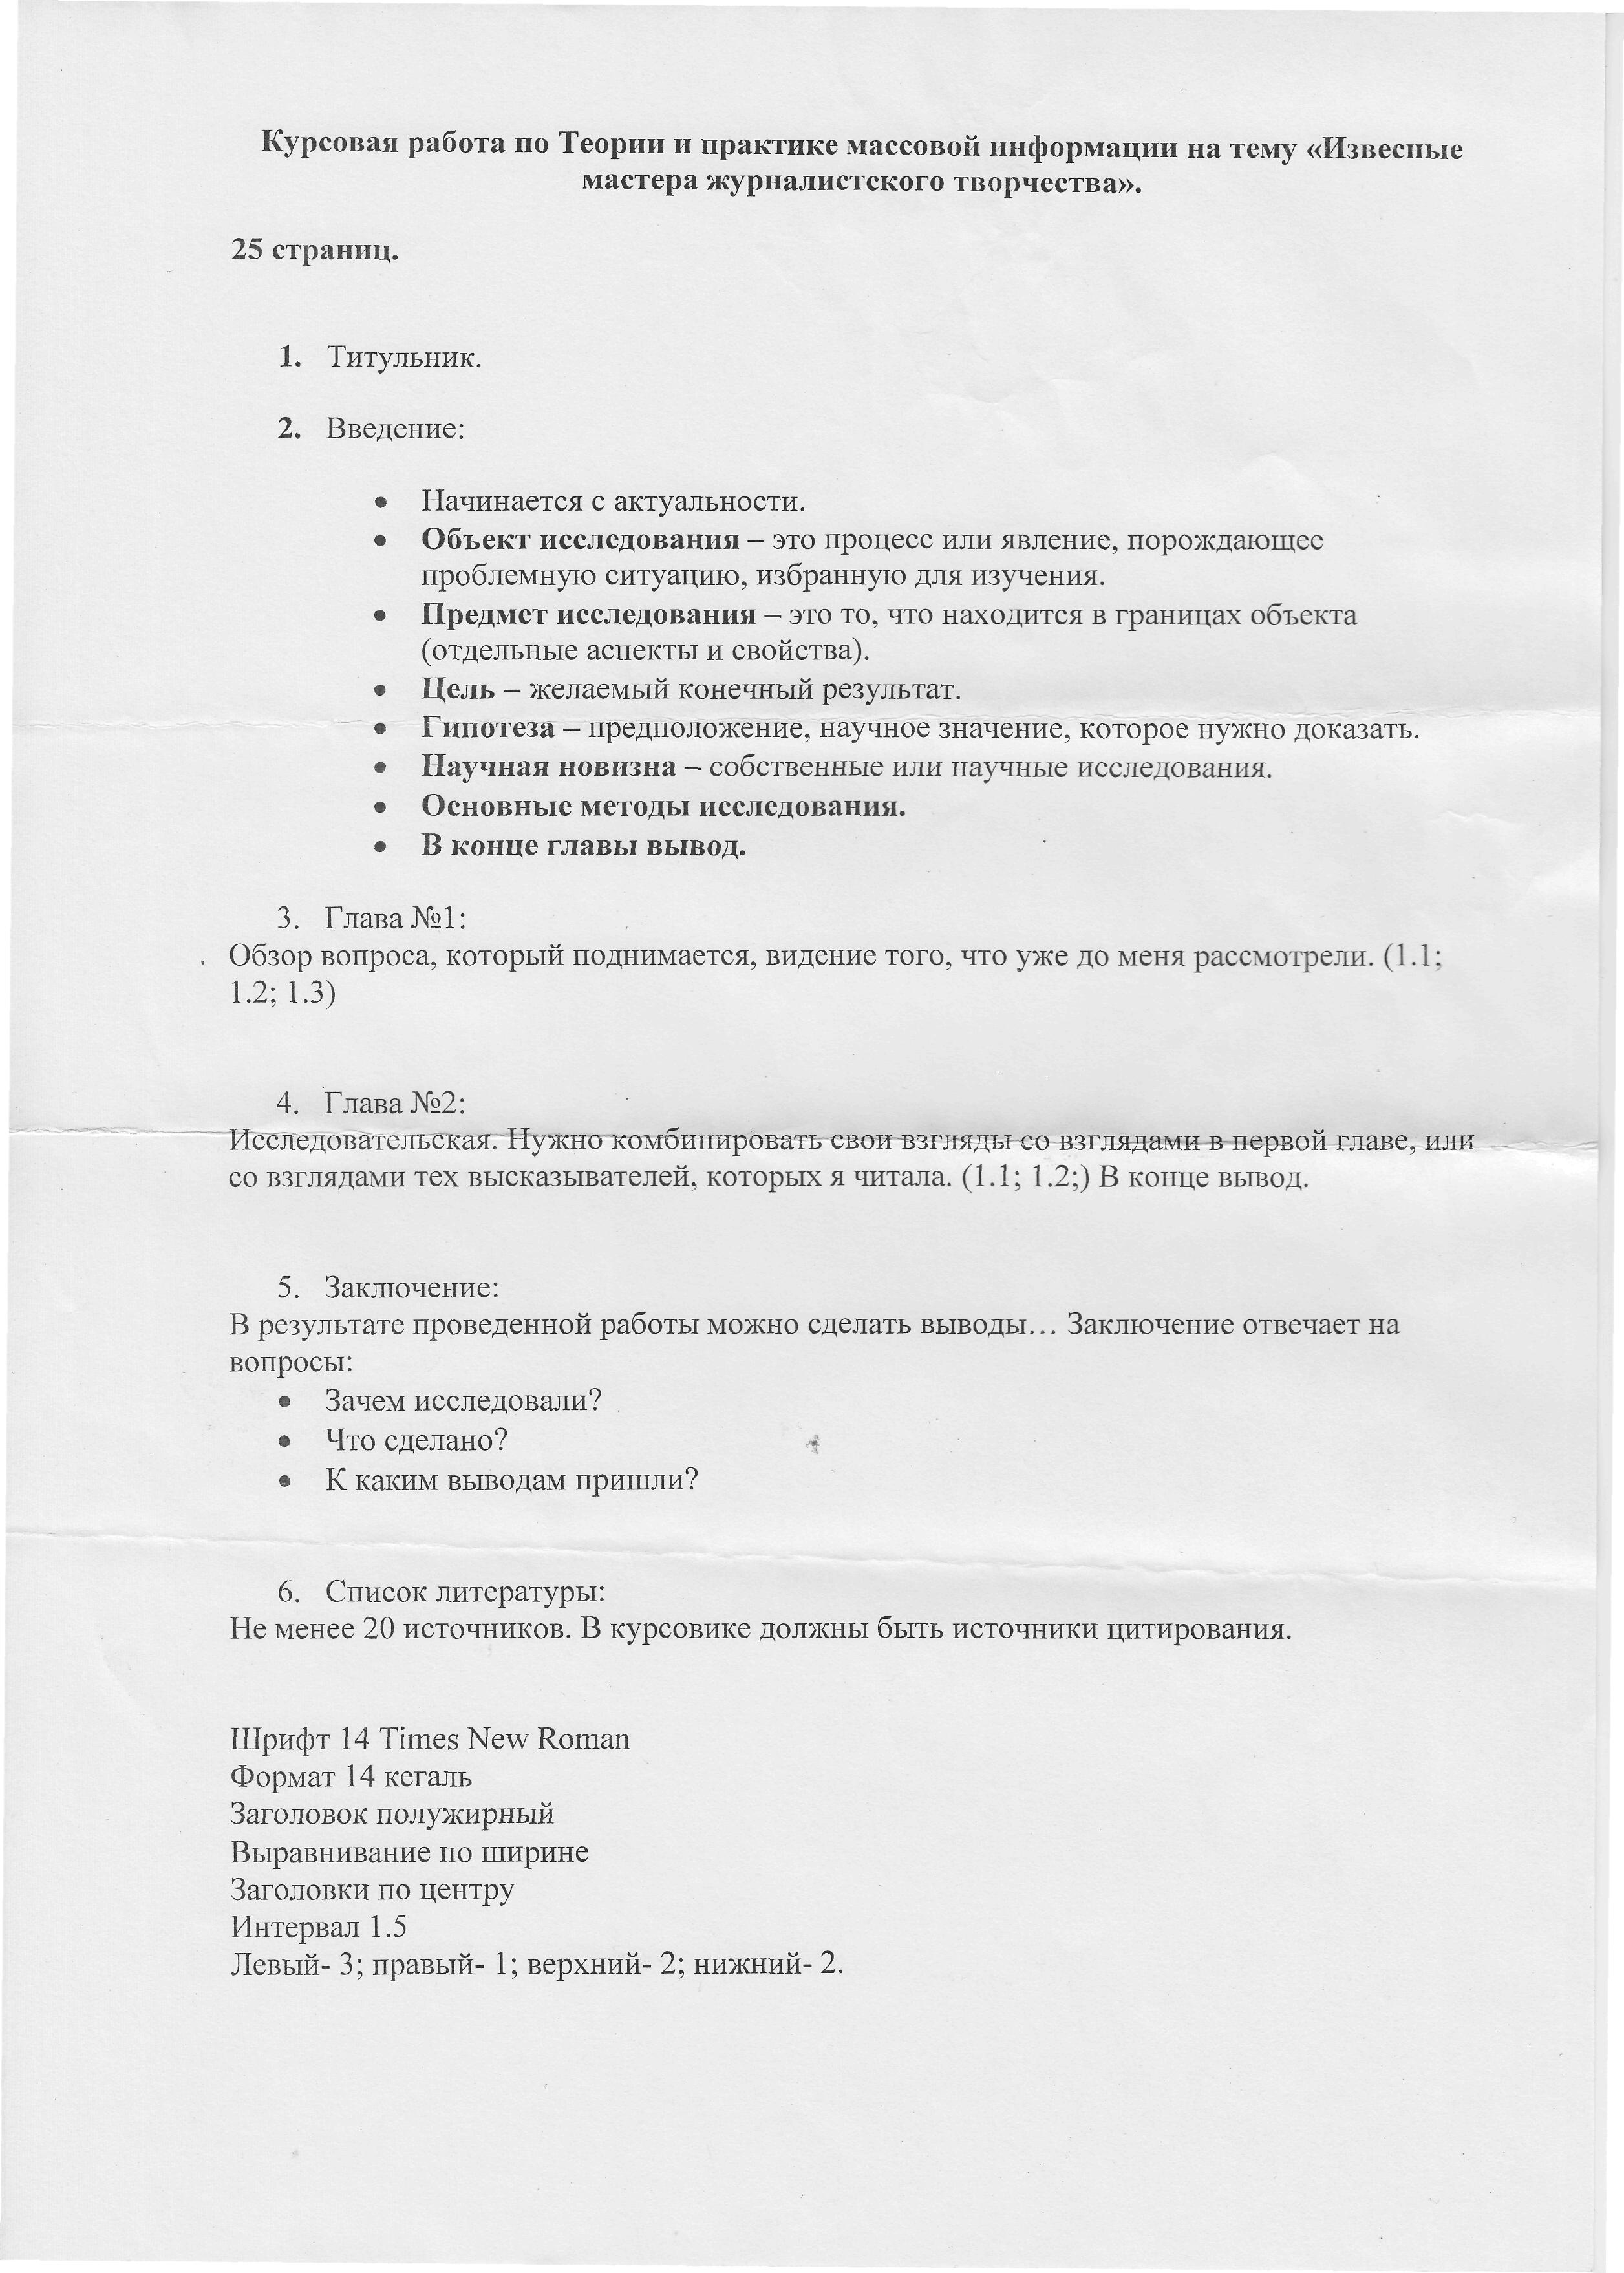 Курсовая работа по Теории и практике массовой информации на тему «Извесные
мастера журналистского творчества».
25 страниц.
1. Титульник.
2. Введение:
• Начинается с актуальности.
• Объект исследования – это процесс или явление, порождающее
проблемную ситуацию, избранную для изучения.
• Предмет исследования – это то, что находится в границах объекта
(отдельные аспекты и свойства).
• Цель – желаемый конечный результат.
• Гипотеза – предположение, научное значение, которое нужно доказать.
• Научная новизна – собственные или научные исследования.
• Основные методы исследования.
• В конце главы вывод.
3. Глава №1:
Обзор вопроса, который поднимается, видение того, что уже до меня рассмотрели. (1.1;
1.2; 1.3)
4. Глава №2:
Исследовательская. Нужно комбинировать свои взгляды со взглядами в первой главе, или
со взглядами тех высказывателей, которых я читала. (1.1; 1.2;) В конце вывод.
5. Заключение:
В результате проведенной работы можно сделать выводы… Заключение отвечает на
вопросы:
• Зачем исследовали?
• Что сделано?
• К каким выводам пришли?
6. Список литературы:
Не менее 20 источников. В курсовике должны быть источники цитирования.
Шрифт 14 Times New Roman
Формат 14 кегаль
Заголовок полужирный
Выравнивание по ширине
Заголовки по центру
Интервал 1.5
Левый- 3; правый- 1; верхний- 2; нижний- 2.